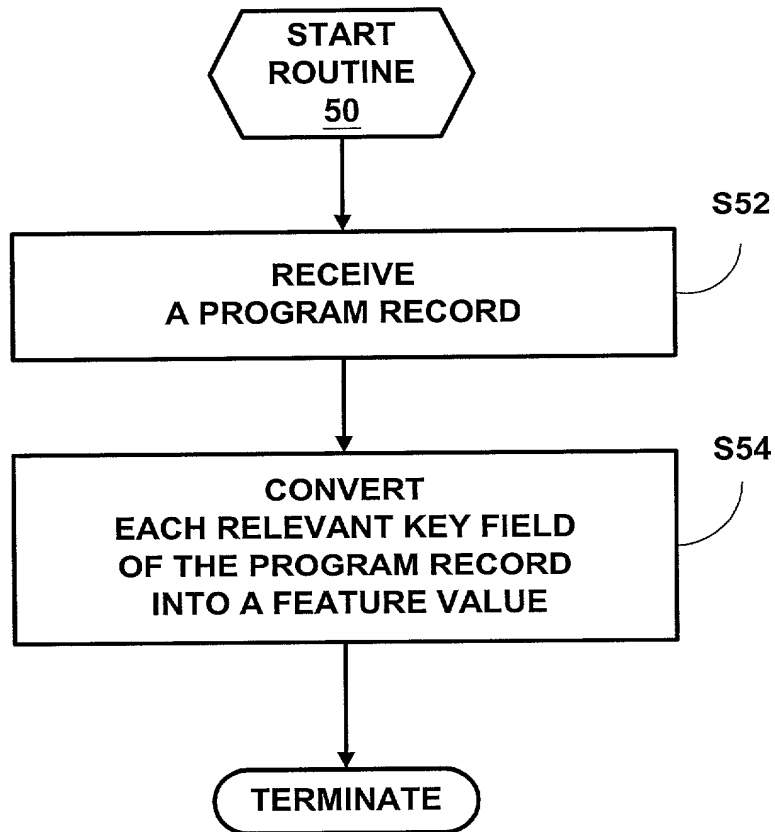 START
ROUTINE
50
S52
RECEIVE
A PROGRAM RECORD
S54
CONVERT
EACH RELEVANT KEY FIELD
OF THE PROGRAM RECORD
INTO A FEATURE VALUE
TERMINATE